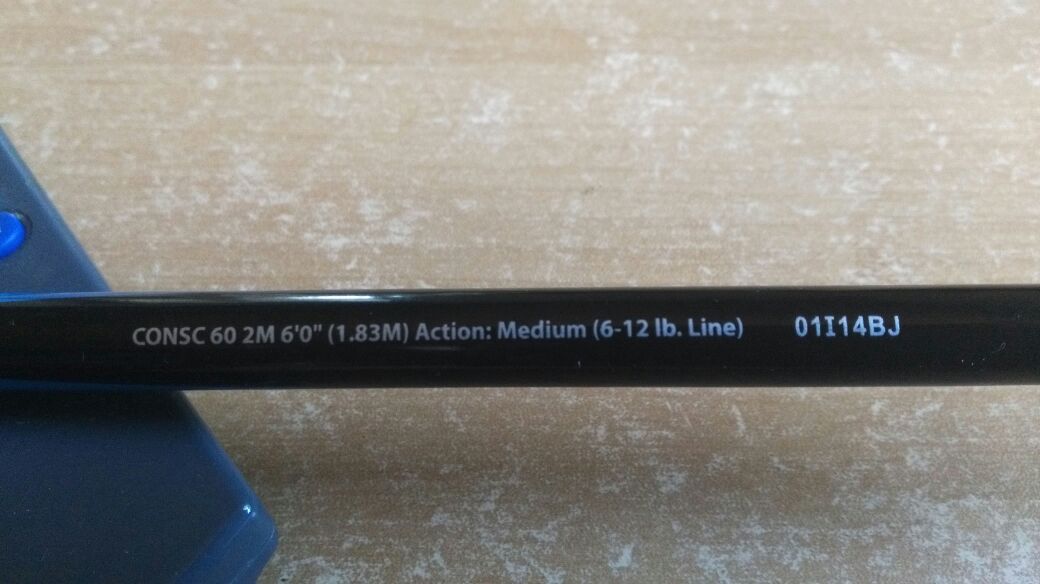 CONSC 60 2M 6'0" (1.83M) Action: Medium (6-12 lb. Line) 01I14BJ